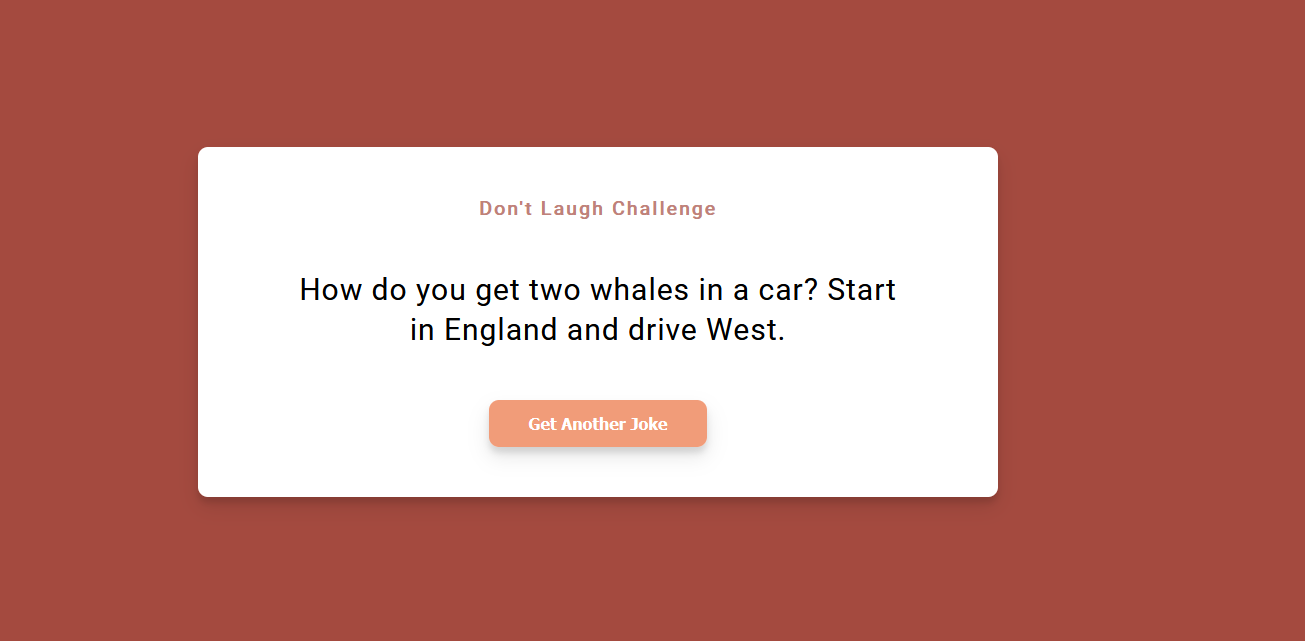 Don't Laugh Challenge
How do you get two whales in a car? Start
in England and drive West.
Get Another Joke